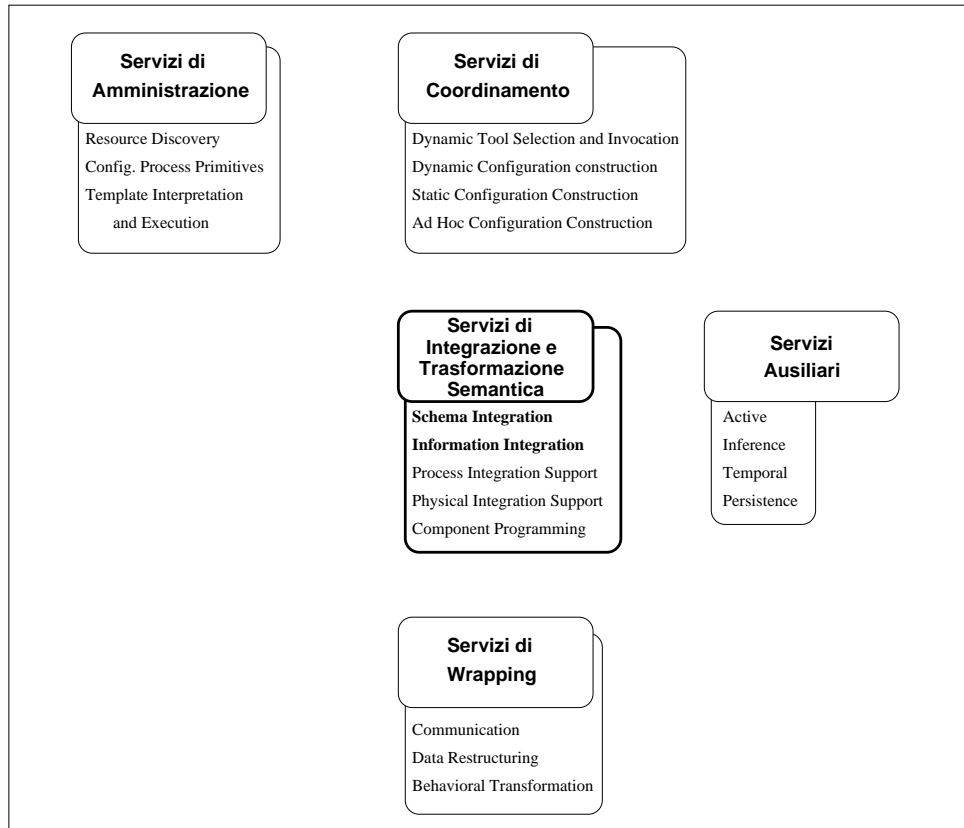 Servizi di
Amministrazione
Resource Discovery
Config. Process Primitives
Template Interpretation
and Execution
Servizi di
Coordinamento
Dynamic Tool Selection and Invocation
Dynamic Configuration construction
Static Configuration Construction
Ad Hoc Configuration Construction
Servizi di
Integrazione e
Trasformazione
Semantica
Schema Integration
Information Integration
Process Integration Support
Physical Integration Support
Component Programming
Servizi
Ausiliari
Active
Inference
Temporal
Persistence
Servizi di
Wrapping
Communication
Data Restructuring
Behavioral Transformation